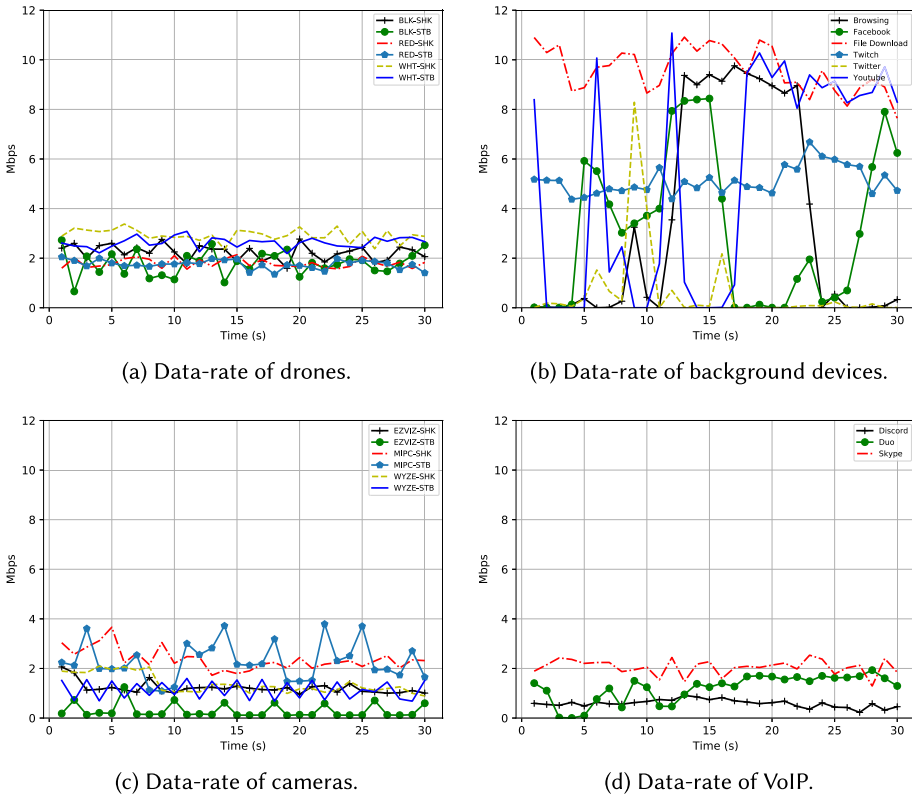 12
10
8
6
4
2
0
Mbps
0 5 10 15 20 25 30
Time (s)
BLK-SHK
BLK-STB
RED-SHK
RED-STB
WHT-SHK
WHT-STB
(a) Data-rate of drones.
12
10
8
6
4
2
0
Mbps
0 5 10 15 20 25 30
Time (s)
Browsing
Facebook
File Download
Twitch
Twitter
Youtube
(b) Data-rate of background devices.
12
10
8
6
4
2
0
Mbps
0 5 10 15 20 25 30
Time (s)
EZVIZ-SHK
EZVIZ-STB
MIPC-SHK
MIPC-STB
WYZE-SHK
WYZE-STB
(c) Data-rate of cameras.
12
10
8
6
4
2
0
Mbps
0 5 10 15 20 25 30
Time (s)
Discord
Duo
Skype
(d) Data-rate of VoIP.